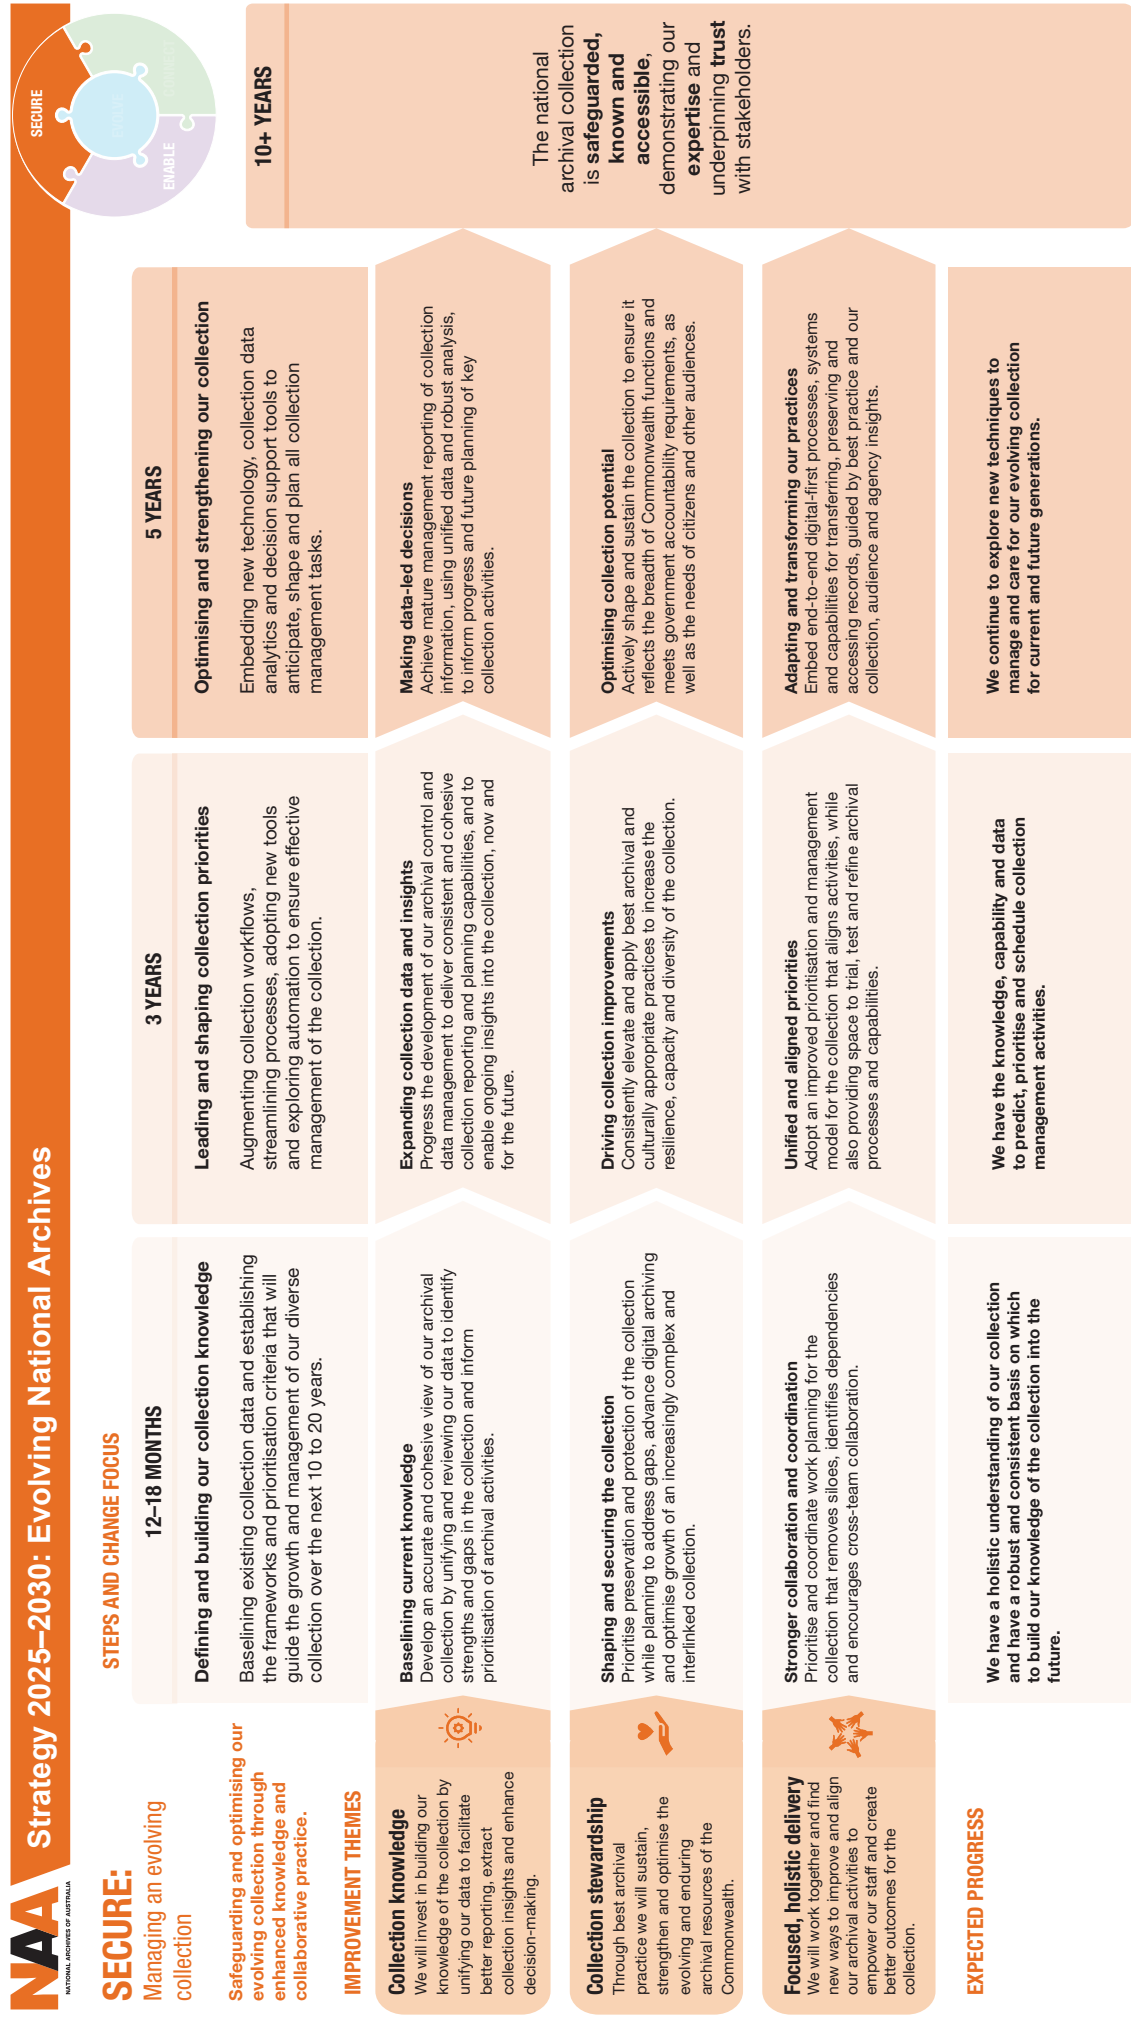 NAA
NATIONAL ARCHIVES OF AUSTRALIA
Strategy 2025–2030: Evolving National Archives
SECURE
CONNECT
ENABLE
EVOLVE
SECURE:
Managing an evolving
collection
Safeguarding and optimising our
evolving collection through
enhanced knowledge and
collaborative practice.
STEPS AND CHANGE FOCUS
12–18 MONTHS
Defining and building our collection knowledge
Baselining existing collection data and establishing
the frameworks and prioritisation criteria that will
guide the growth and management of our diverse
collection over the next 10 to 20 years.
3 YEARS
Leading and shaping collection priorities
Augmenting collection workflows,
streamlining processes, adopting new tools
and exploring automation to ensure effective
management of the collection.
5 YEARS
Optimising and strengthening our collection
Embedding new technology, collection data
analytics and decision support tools to
anticipate, shape and plan all collection
management tasks.
10+ YEARS
The national
archival collection
is safeguarded,
known and
accessible,
demonstrating our
expertise and
underpinning trust
with stakeholders.
IMPROVEMENT THEMES
Collection knowledge
We will invest in building our
knowledge of the collection by
unifying our data to facilitate
better reporting, extract
collection insights and enhance
decision-making.
Baselining current knowledge
Develop an accurate and cohesive view of our archival
collection by unifying and reviewing our data to identify
strengths and gaps in the collection and inform
prioritisation of archival activities.
Expanding collection data and insights
Progress the development of our archival control and
data management to deliver consistent and cohesive
collection reporting and planning capabilities, and to
enable ongoing insights into the collection, now and
for the future.
Making data-led decisions
Achieve mature management reporting of collection
information, using unified data and robust analysis,
to inform progress and future planning of key
collection activities.
Collection stewardship
Through best archival
practice we will sustain,
strengthen and optimise the
evolving and enduring
archival resources of the
Commonwealth.
Shaping and securing the collection
Prioritise preservation and protection of the collection
while planning to address gaps, advance digital archiving
and optimise growth of an increasingly complex and
interlinked collection.
Driving collection improvements
Consistently elevate and apply best archival and
culturally appropriate practices to increase the
resilience, capacity and diversity of the collection.
Optimising collection potential
Actively shape and sustain the collection to ensure it
reflects the breadth of Commonwealth functions and
meets government accountability requirements, as
well as the needs of citizens and other audiences.
Focused, holistic delivery
We will work together and find
new ways to improve and align
our archival activities to
empower our staff and create
better outcomes for the
collection.
Stronger collaboration and coordination
Prioritise and coordinate work planning for the
collection that removes siloes, identifies dependencies
and encourages cross-team collaboration.
Unified and aligned priorities
Adopt an improved prioritisation and management
model for the collection that aligns activities, while
also providing space to trial, test and refine archival
processes and capabilities.
Adapting and transforming our practices
Embed end-to-end digital-first processes, systems
and capabilities for transferring, preserving and
accessing records, guided by best practice and our
collection, audience and agency insights.
EXPECTED PROGRESS
We have a holistic understanding of our collection
and have a robust and consistent basis on which
to build our knowledge of the collection into the
future.
We have the knowledge, capability and data
to predict, prioritise and schedule collection
management activities.
We continue to explore new techniques to
manage and care for our evolving collection
for current and future generations.